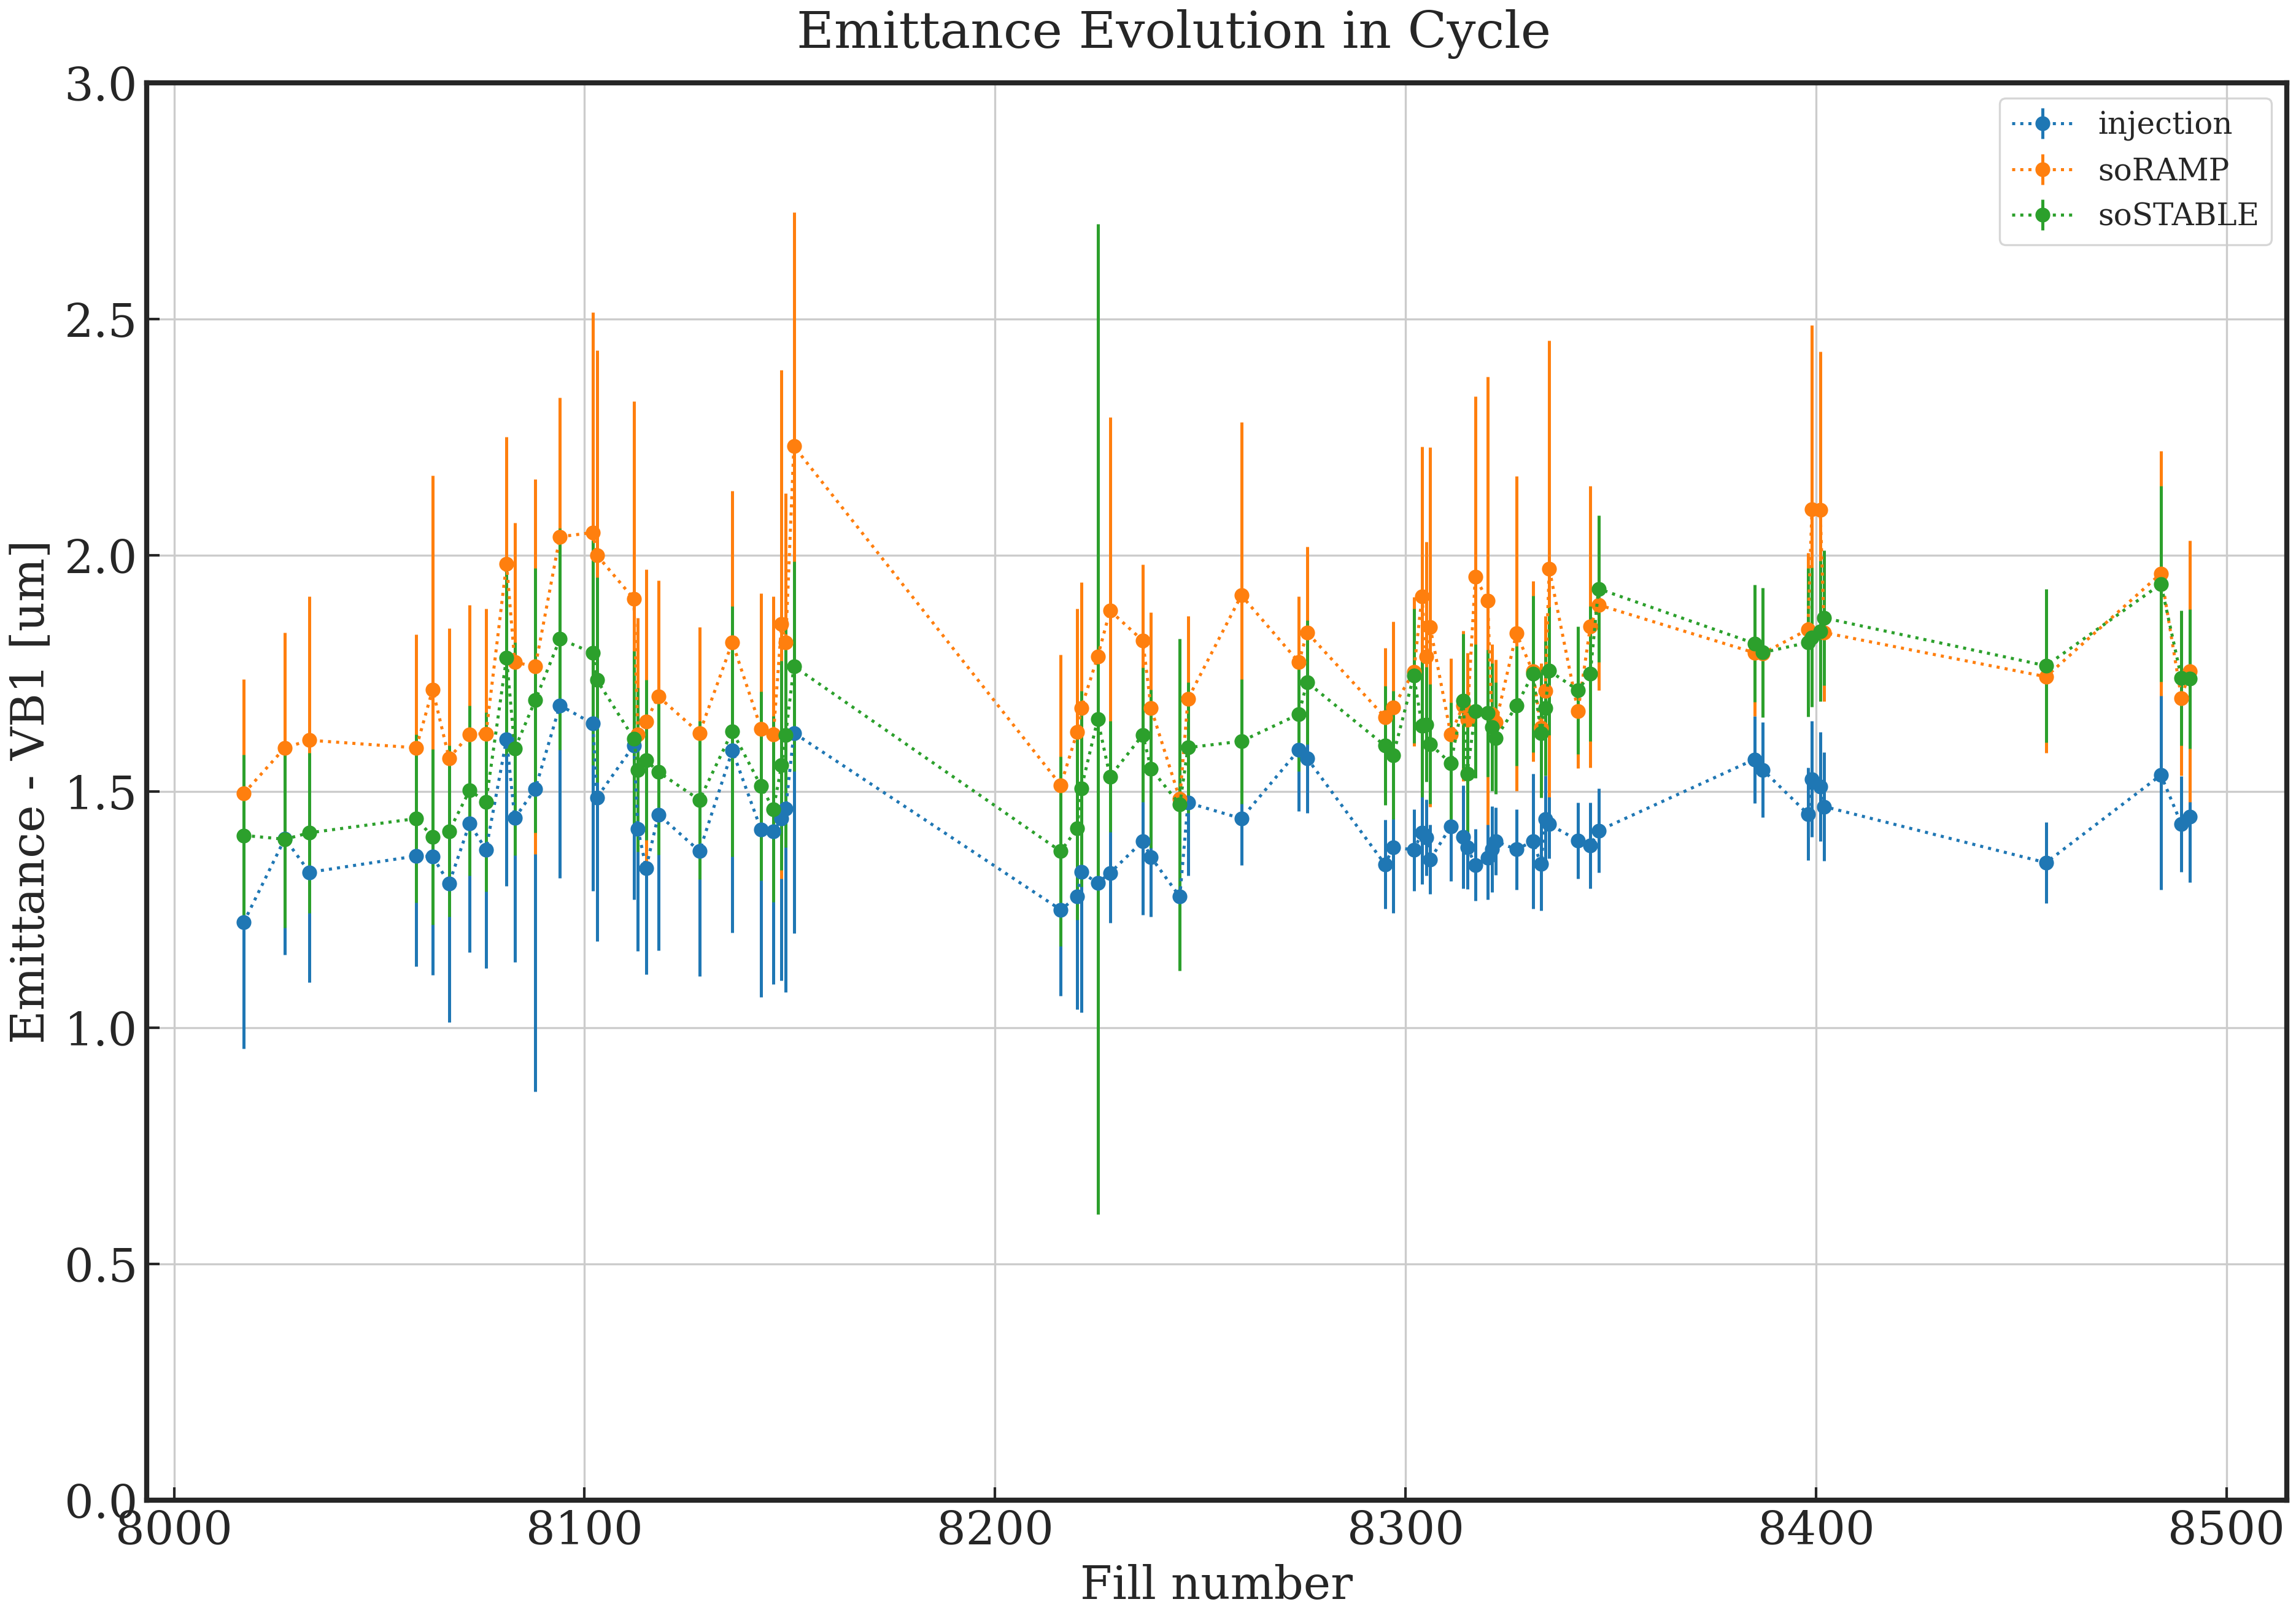 Emittance Evolution in Cycle
3.0
2.5
2.0
1.5
1.0
0.5
0.0
Emittance - VB1 [um]
injection
soRAMP
soSTABLE
8000 8100 8200 8300 8400 8500
Fill number